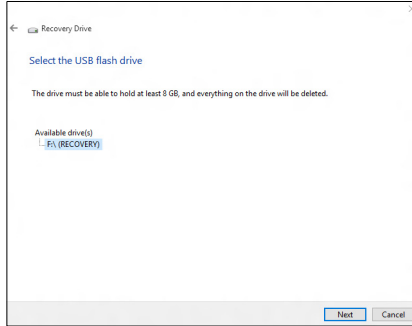 Recovery Drive
Select the USB flash drive
The drive must be able to hold at least 8 GB, and everything on the drive will be deleted.
Available drive(s)
F:\ (RECOVERY)
Next Cancel